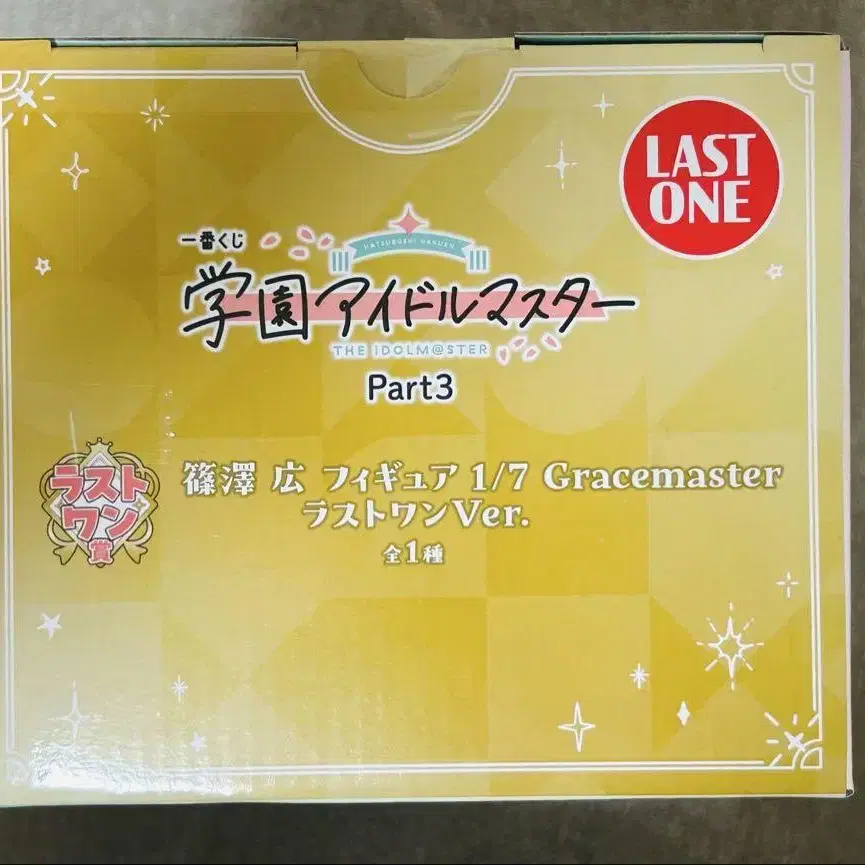 LAST
ONE
一番くじ
HATSUBOSHI GAKUEN
学園アイドルマスター
THE IDOLM@STER
Part3
ラスト
ワン
賞
篠澤 広 フィギュア 1/7 Gracemaster
ラストワンVer.
全1種